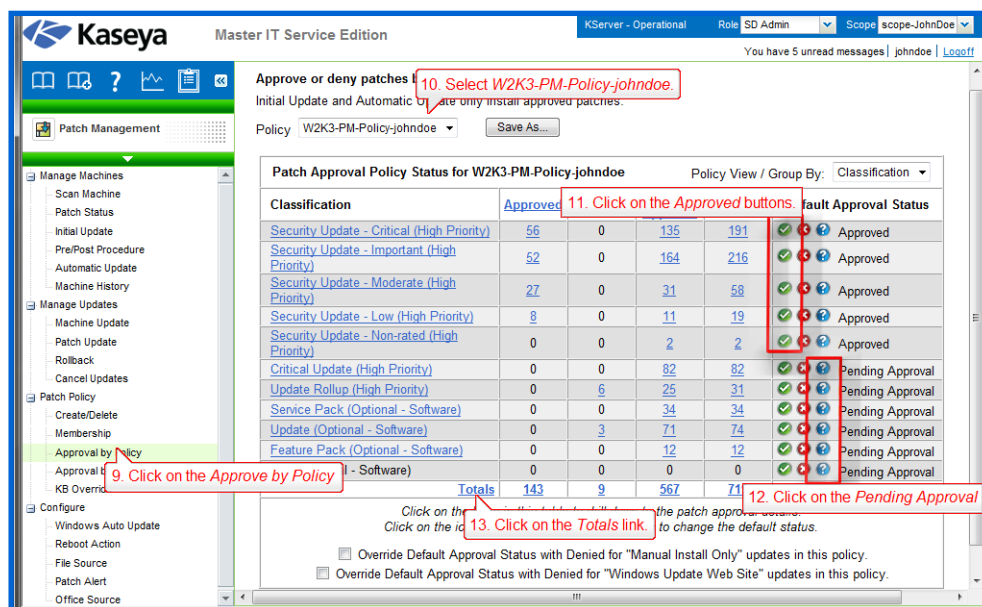 Kaseya
Master IT Service Edition
KServer - Operational
Role SD Admin
Scope scope-JohnDoe
You have 5 unread messages | johndoe | Logoff
Patch Management
Manage Machines
Scan Machine
Patch Status
Initial Update
Pre/Post Procedure
Automatic Update
Machine History
Manage Updates
Machine Update
Patch Update
Rollback
Cancel Updates
Patch Policy
Create/Delete
Membership
Approval by Policy
Approval b
KB Overri
Configure
Windows Auto Update
Reboot Action
File Source
Patch Alert
Office Source
9. Click on the Approve by Policy
Approve or deny patches b
10. Select W2K3-PM-Policy-johndoe.
Initial Update and Automatic Update only install approved patches.
Policy W2K3-PM-Policy-johndoe Save As...
Patch Approval Policy Status for W2K3-PM-Policy-johndoe Policy View / Group By: Classification
Classification Approved fault Approval Status
11. Click on the Approved buttons.
Security Update - Critical (High Priority) 56 0 135 191 Approved
Security Update - Important (High Priority) 52 0 164 216 Approved
Security Update - Moderate (High Priority) 27 0 31 58 Approved
Security Update - Low (High Priority) 8 0 11 19 Approved
Security Update - Non-rated (High Priority) 0 0 2 2 Approved
Critical Update (High Priority) 0 0 82 82 Pending Approval
Update Rollup (High Priority) 0 6 25 31 Pending Approval
Service Pack (Optional - Software) 0 0 34 34 Pending Approval
Update (Optional - Software) 0 3 71 74 Pending Approval
Feature Pack (Optional - Software) 0 0 12 12 Pending Approval
l - Software) 0 0 0 0 Pending Approval
Totals 143 9 567 71
12. Click on the Pending Approval
13. Click on the Totals link.
Click on the the patch approval details.
Click on the ic to change the default status.
Override Default Approval Status with Denied for "Manual Install Only" updates in this policy.
Override Default Approval Status with Denied for "Windows Update Web Site" updates in this policy.